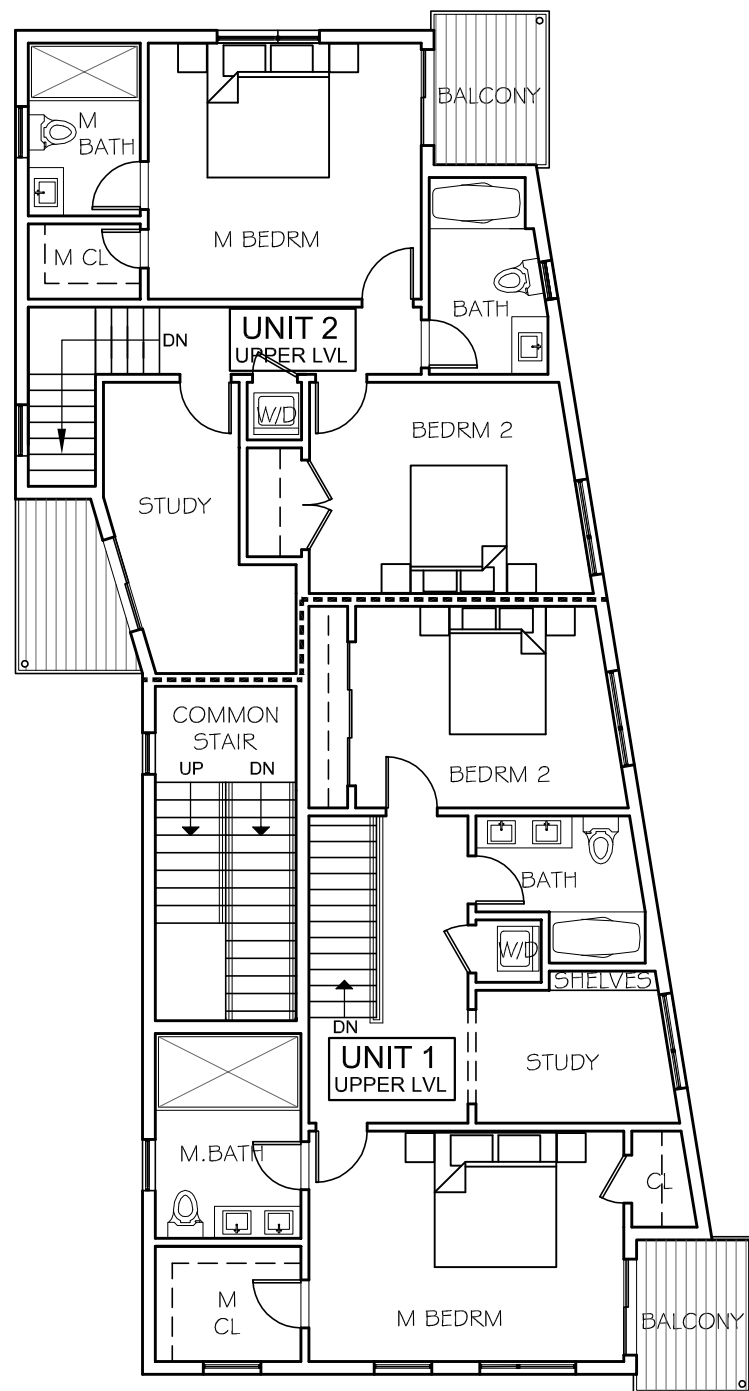 BALCONY
M
BATH
M CL
M BEDRM
BATH
UNIT 2
UPPER LVL
DN
W/D
BEDRM 2
STUDY
COMMON
STAIR
UP DN
BEDRM 2
BATH
W/D
SHELVES
DN
STUDY
UNIT 1
UPPER LVL
M.BATH
CL
M
CL
M BEDRM
BALCONY